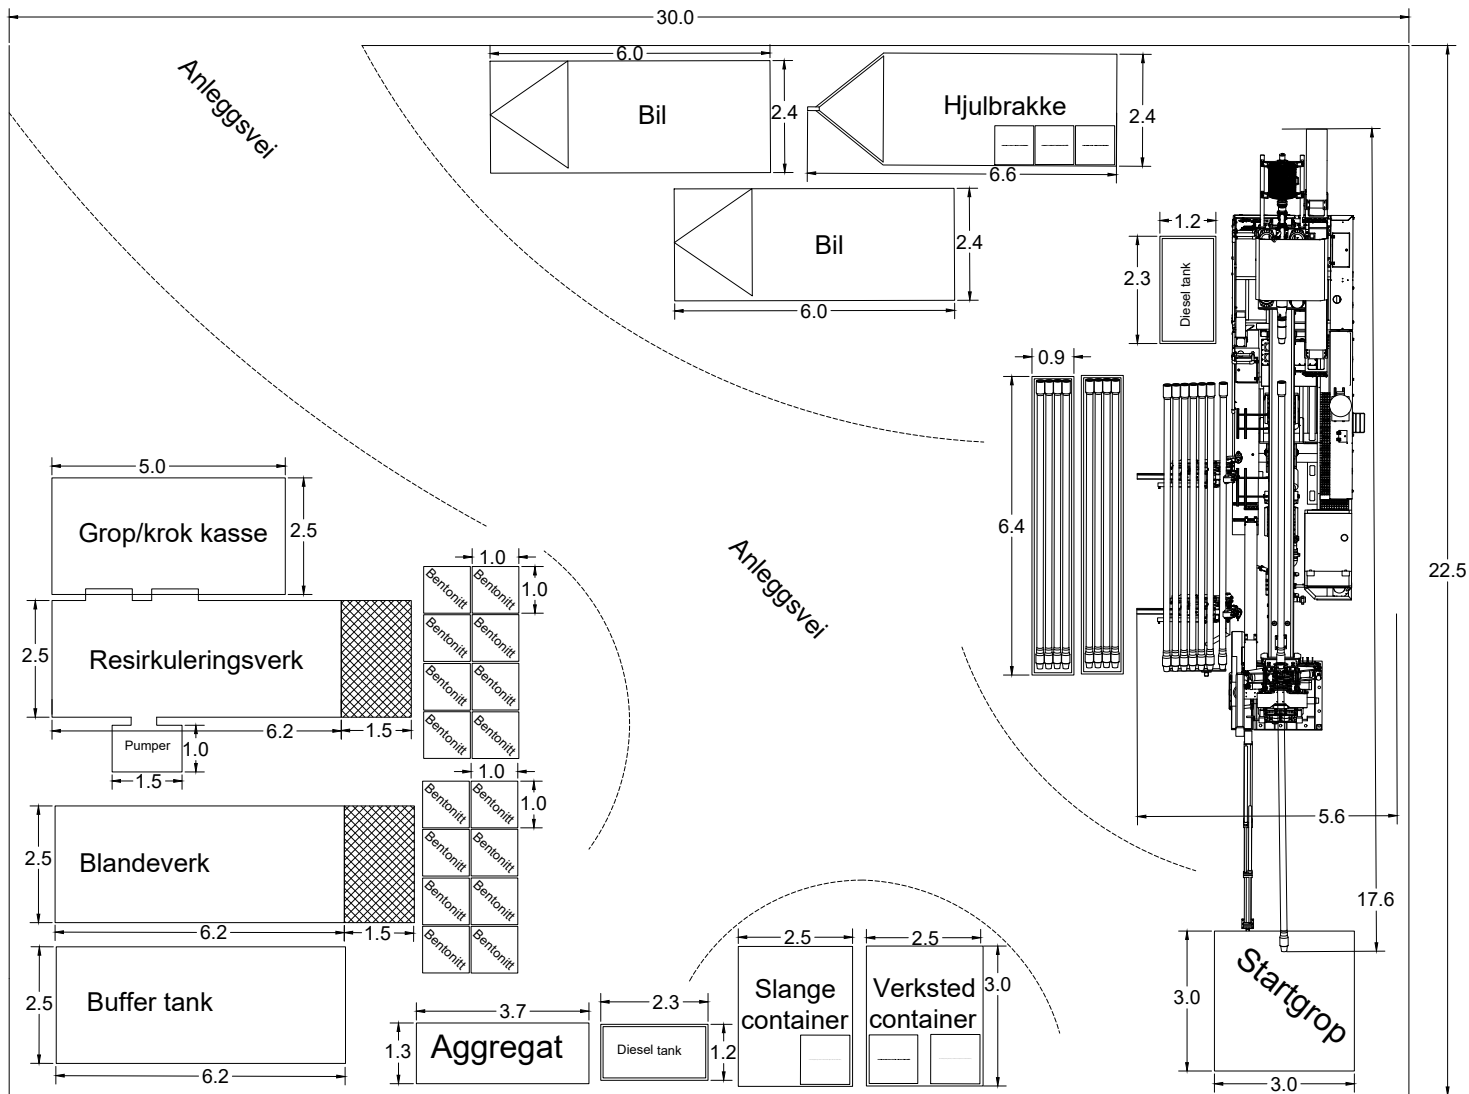 30.0
Anleggsvei
6.0
Bil
2.4
Hjulbrakke
2.4
6.6
Bil
2.4
6.0
1.2
2.3
Diesel tank
0.9
6.4
5.6
17.6
22.5
5.0
Grop/krok kasse
2.5
Anleggsvei
1.0
1.0
Bentonitt
Bentonitt
Bentonitt
Bentonitt
Bentonitt
Bentonitt
Bentonitt
Bentonitt
2.5
Resirkuleringsverk
6.2
1.5
Pumper
1.0
1.5
1.0
1.0
Bentonitt
Bentonitt
Bentonitt
Bentonitt
Bentonitt
Bentonitt
Bentonitt
Bentonitt
2.5
Blandeverk
6.2
1.5
2.5
Buffer tank
6.2
3.7
1.3
Aggregat
2.3
Diesel tank
1.2
2.5
Slange
container
2.5
Verksted
container
3.0
3.0
Startgrop
3.0